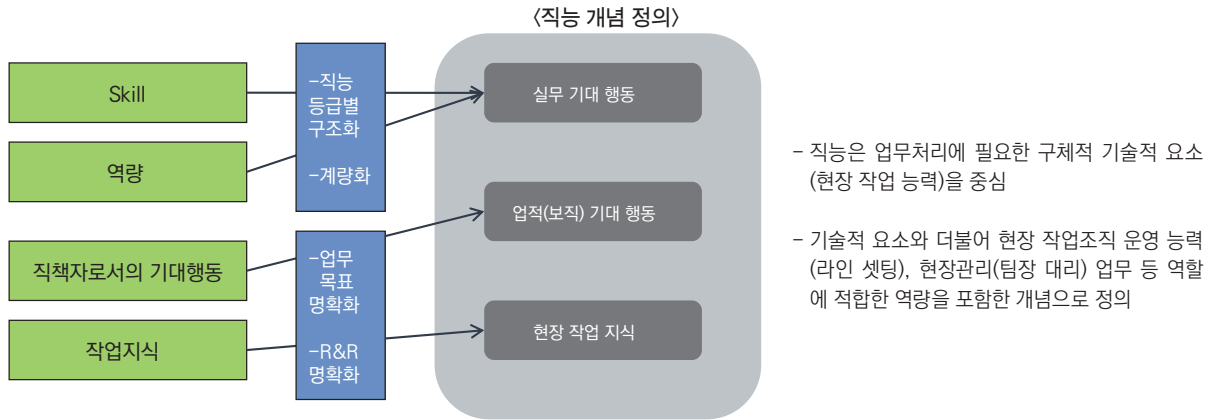 <직능 개념 정의>
Skill
역량
직책자로서의 기대행동
작업지식
-직능
등급별
구조화
-계량화
-업무
목표
명확화
-R&R
명확화
실무 기대 행동
업적(보직) 기대 행동
현장 작업 지식
- 직능은 업무처리에 필요한 구체적 기술적 요소
(현장 작업 능력)을 중심
- 기술적 요소와 더불어 현장 작업조직 운영 능력
(라인 셋팅), 현장관리(팀장 대리) 업무 등 역할
에 적합한 역량을 포함한 개념으로 정의